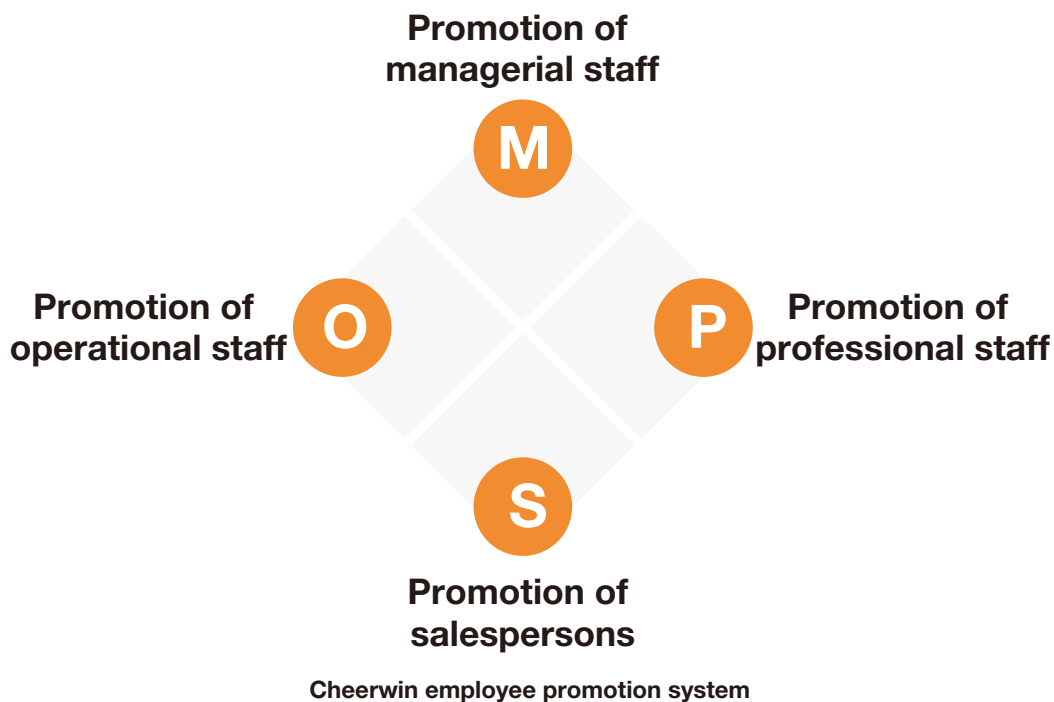 Promotion of
managerial staff
M
Promotion of
operational staff
O
P
Promotion of
professional staff
S
Promotion of
salespersons
Cheerwin employee promotion system